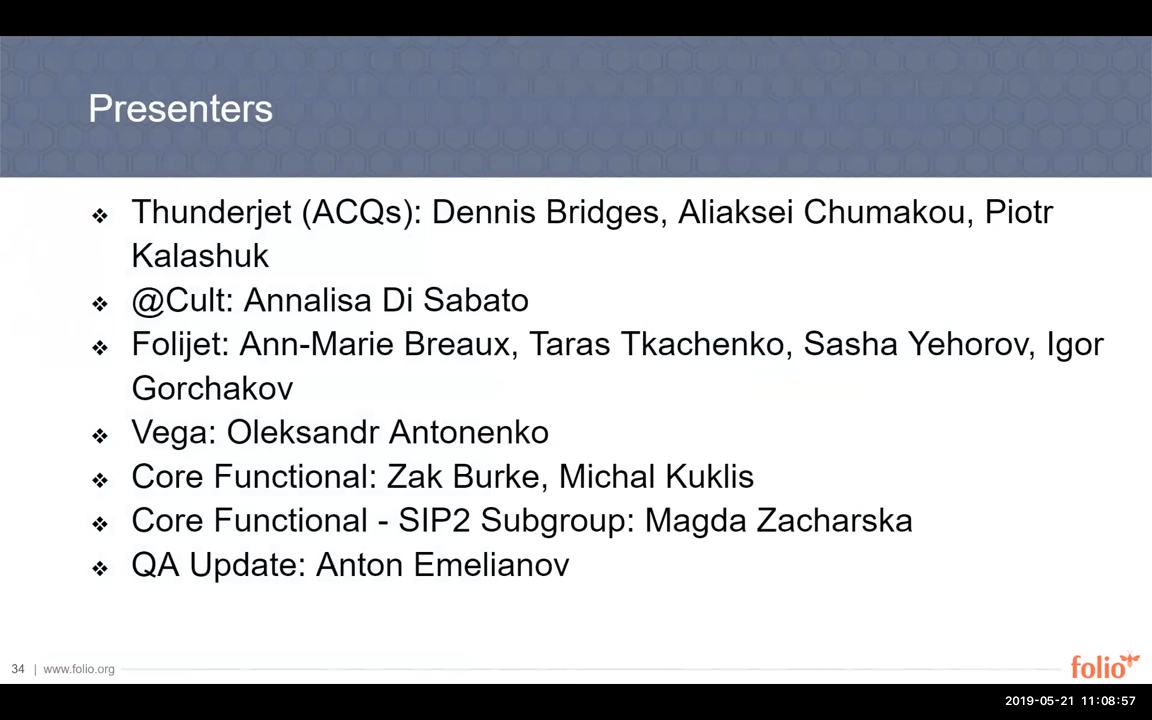 Presenters
❖ Thunderjet (ACQs): Dennis Bridges, Aliaksei Chumakou, Piotr
Kalashuk
❖ @Cult: Annalisa Di Sabato
❖ Folijet: Ann-Marie Breaux, Taras Tkachenko, Sasha Yehorov, Igor
Gorchakov
❖ Vega: Oleksandr Antonenko
❖ Core Functional: Zak Burke, Michal Kuklis
❖ Core Functional - SIP2 Subgroup: Magda Zacharska
❖ QA Update: Anton Emelianov
34 | www.folio.org
folio
2019-05-21 11:08:57